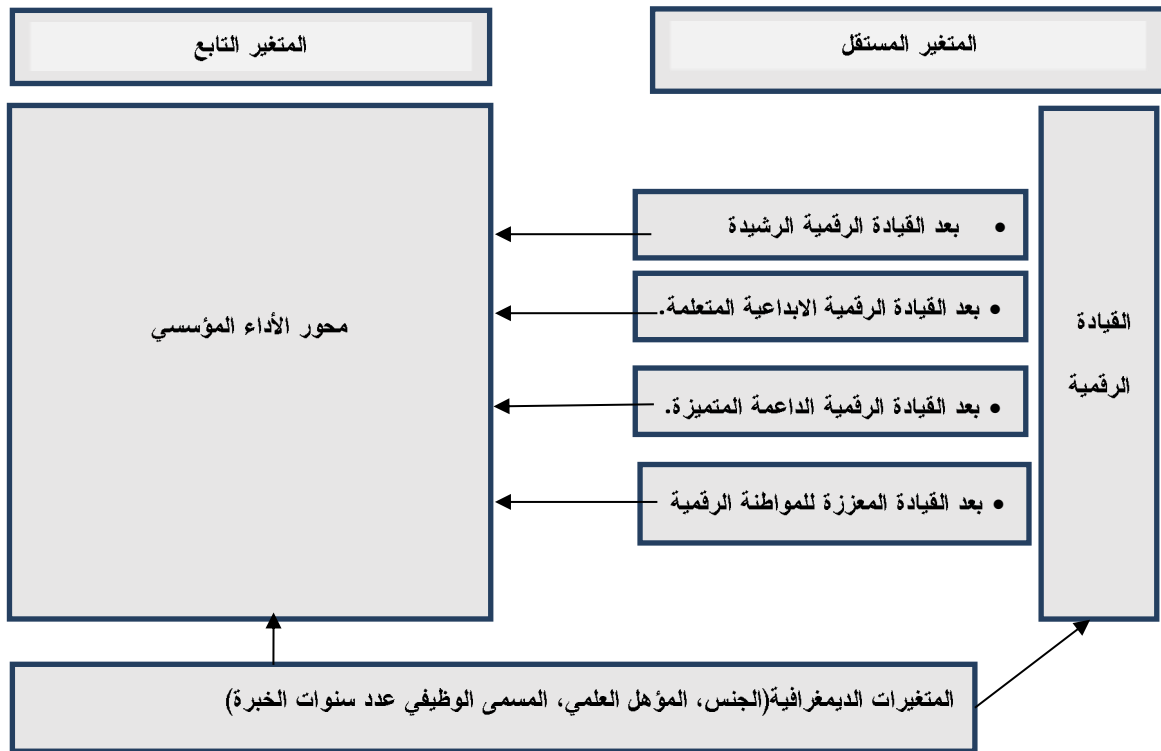 المتغير المستقل
المتغير التابع
القيادة
الرقمية
• بعد القيادة الرقمية الرشيدة
• بعد القيادة الرقمية الابداعية المتعلمة.
• بعد القيادة الرقمية الداعمة المتميزة.
• بعد القيادة المعززة للمواطنة الرقمية
محور الأداء المؤسسي
المتغيرات الديمغرافية(الجنس، المؤهل العلمي، المسمى الوظيفي عدد سنوات الخبرة)